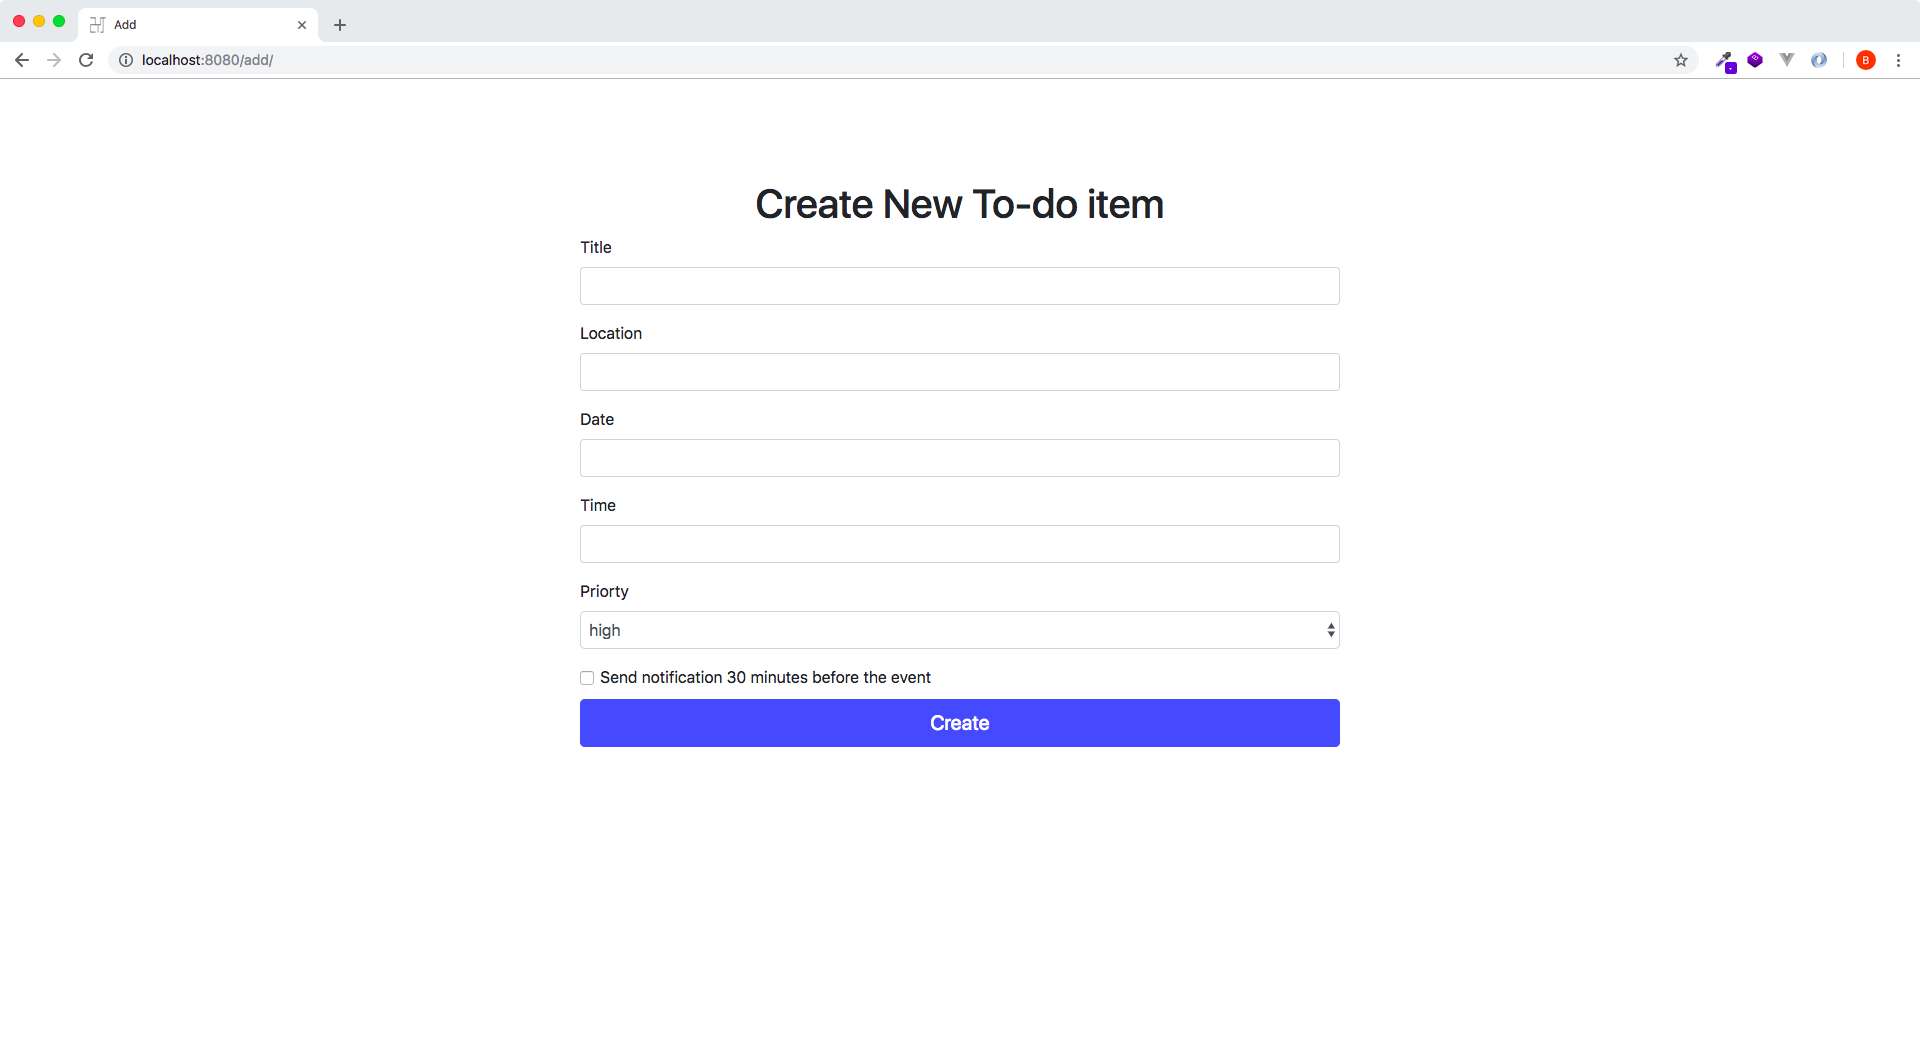 Add
localhost:8080/add/
B
Create New To-do item
Title
Location
Date
Time
Priorty
high
Send notification 30 minutes before the event
Create